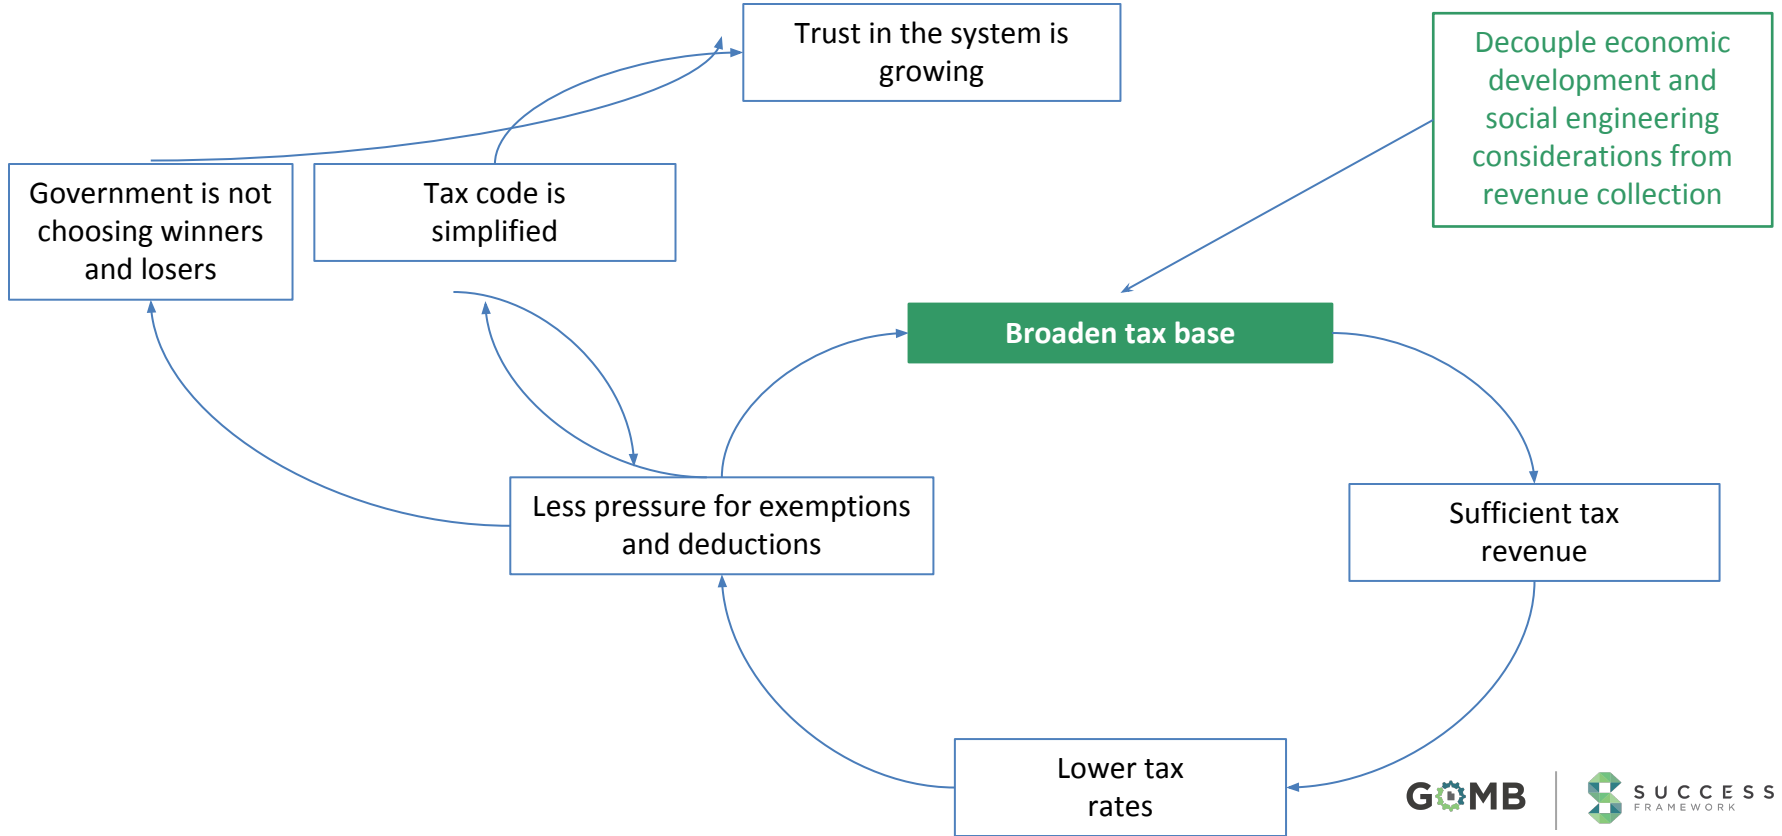 Trust in the system is
growing
Decouple economic
development and
social engineering
considerations from
revenue collection
Government is not
choosing winners
and losers
Tax code is
simplified
Broaden tax base
Less pressure for exemptions
and deductions
Sufficient tax
revenue
Lower tax
rates
GOMB
SUCCESS
FRAMEWORK